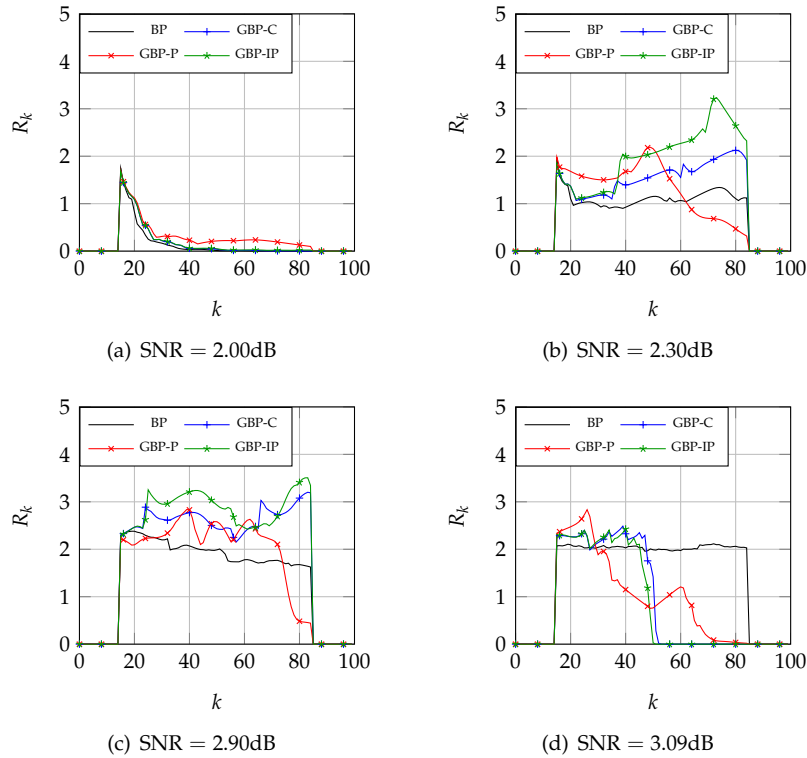 5
4
3
2
1
0
R_k
BP
GBP-C
GBP-P
GBP-IP
0
20
40
60
80
100
k
(a) SNR = 2.00dB
5
4
3
2
1
0
R_k
BP
GBP-C
GBP-P
GBP-IP
0
20
40
60
80
100
k
(b) SNR = 2.30dB
5
4
3
2
1
0
R_k
BP
GBP-C
GBP-P
GBP-IP
0
20
40
60
80
100
k
(c) SNR = 2.90dB
5
4
3
2
1
0
R_k
BP
GBP-C
GBP-P
GBP-IP
0
20
40
60
80
100
k
(d) SNR = 3.09dB